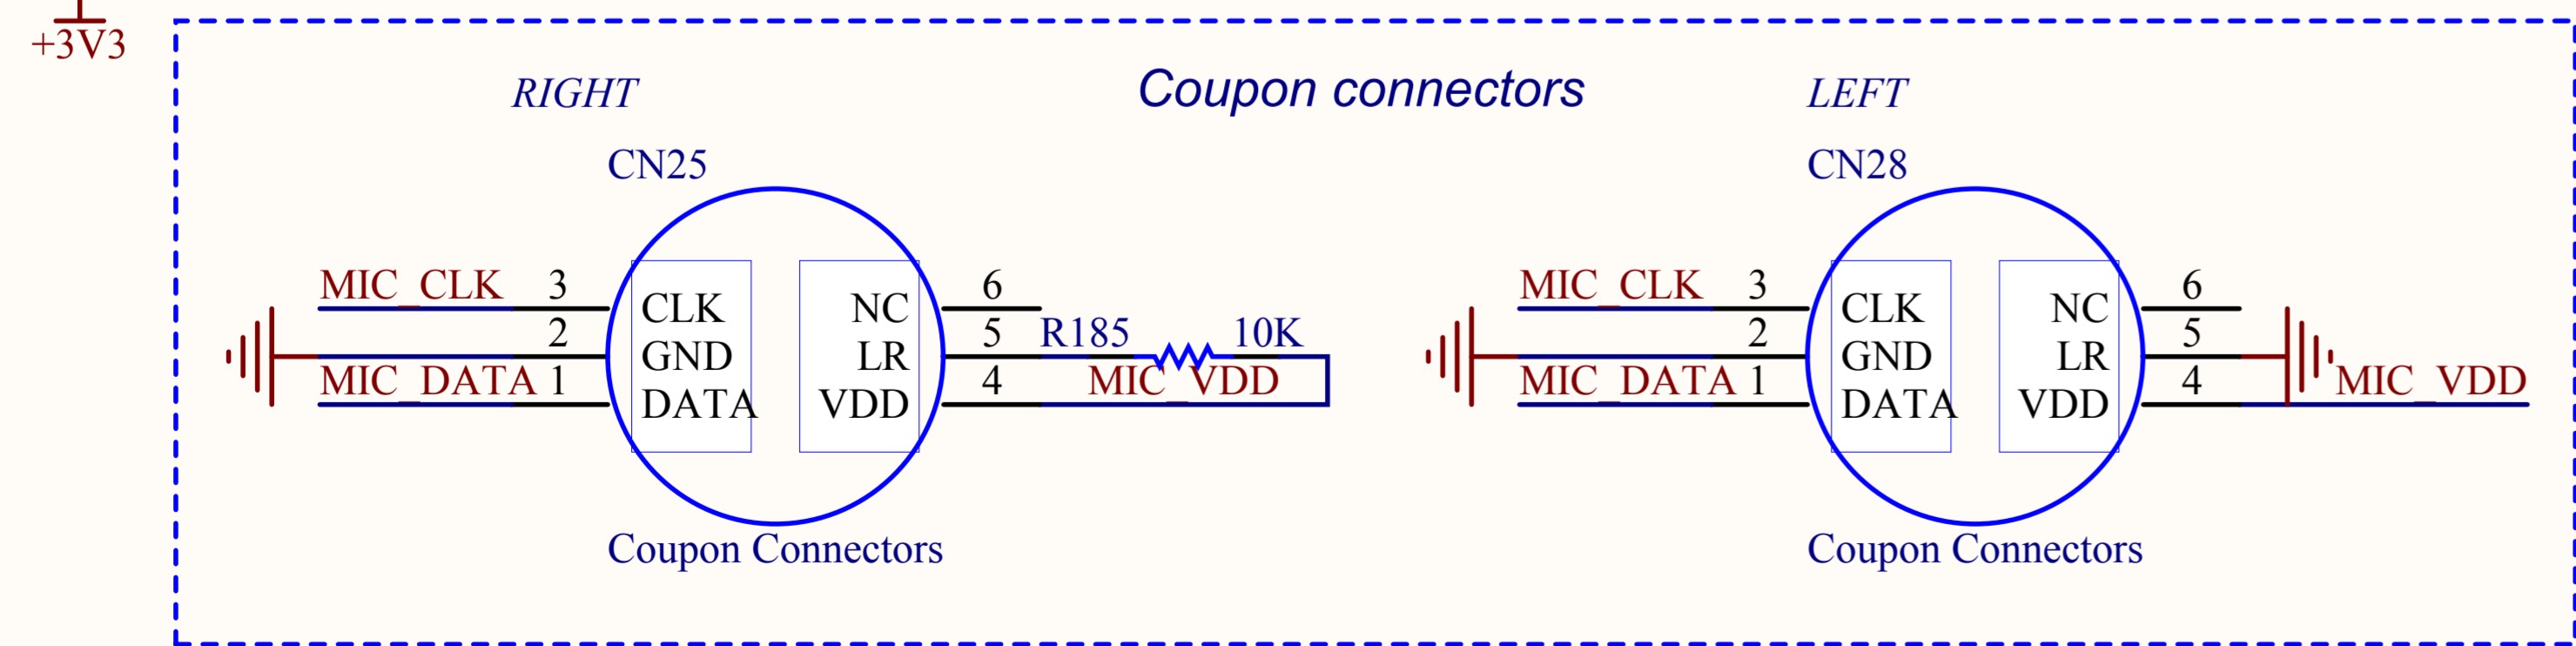 +3V3
RIGHT Coupon connectors LEFT
CN25 CN28
MIC_CLK 3 CLK NC 6 MIC_CLK 3 CLK NC 6
2 GND LR 5 R185 10K 2 GND LR 5
MIC_DATA 1 DATA VDD 4 MIC_VDD MIC_DATA 1 DATA VDD 4 MIC_VDD
Coupon Connectors Coupon Connectors